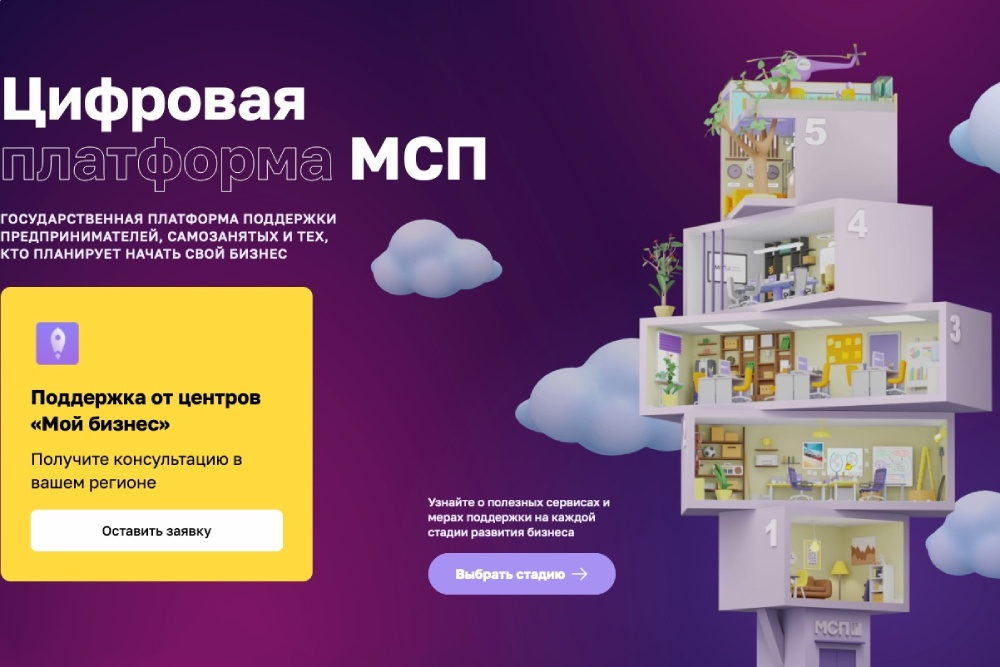 Цифровая
платформа МСП
ГОСУДАРСТВЕННАЯ ПЛАТФОРМА ПОДДЕРЖКИ
ПРЕДПРИНИМАТЕЛЕЙ, САМОЗАНЯТЫХ И ТЕХ,
КТО ПЛАНИРУЕТ НАЧАТЬ СВОЙ БИЗНЕС
Поддержка от центров
«Мой бизнес»
Получите консультацию в
вашем регионе
Оставить заявку
Узнайте о полезных сервисах и
мерах поддержки на каждой
стадии развития бизнеса
Выбрать стадию →
5
4
3
1
МСП